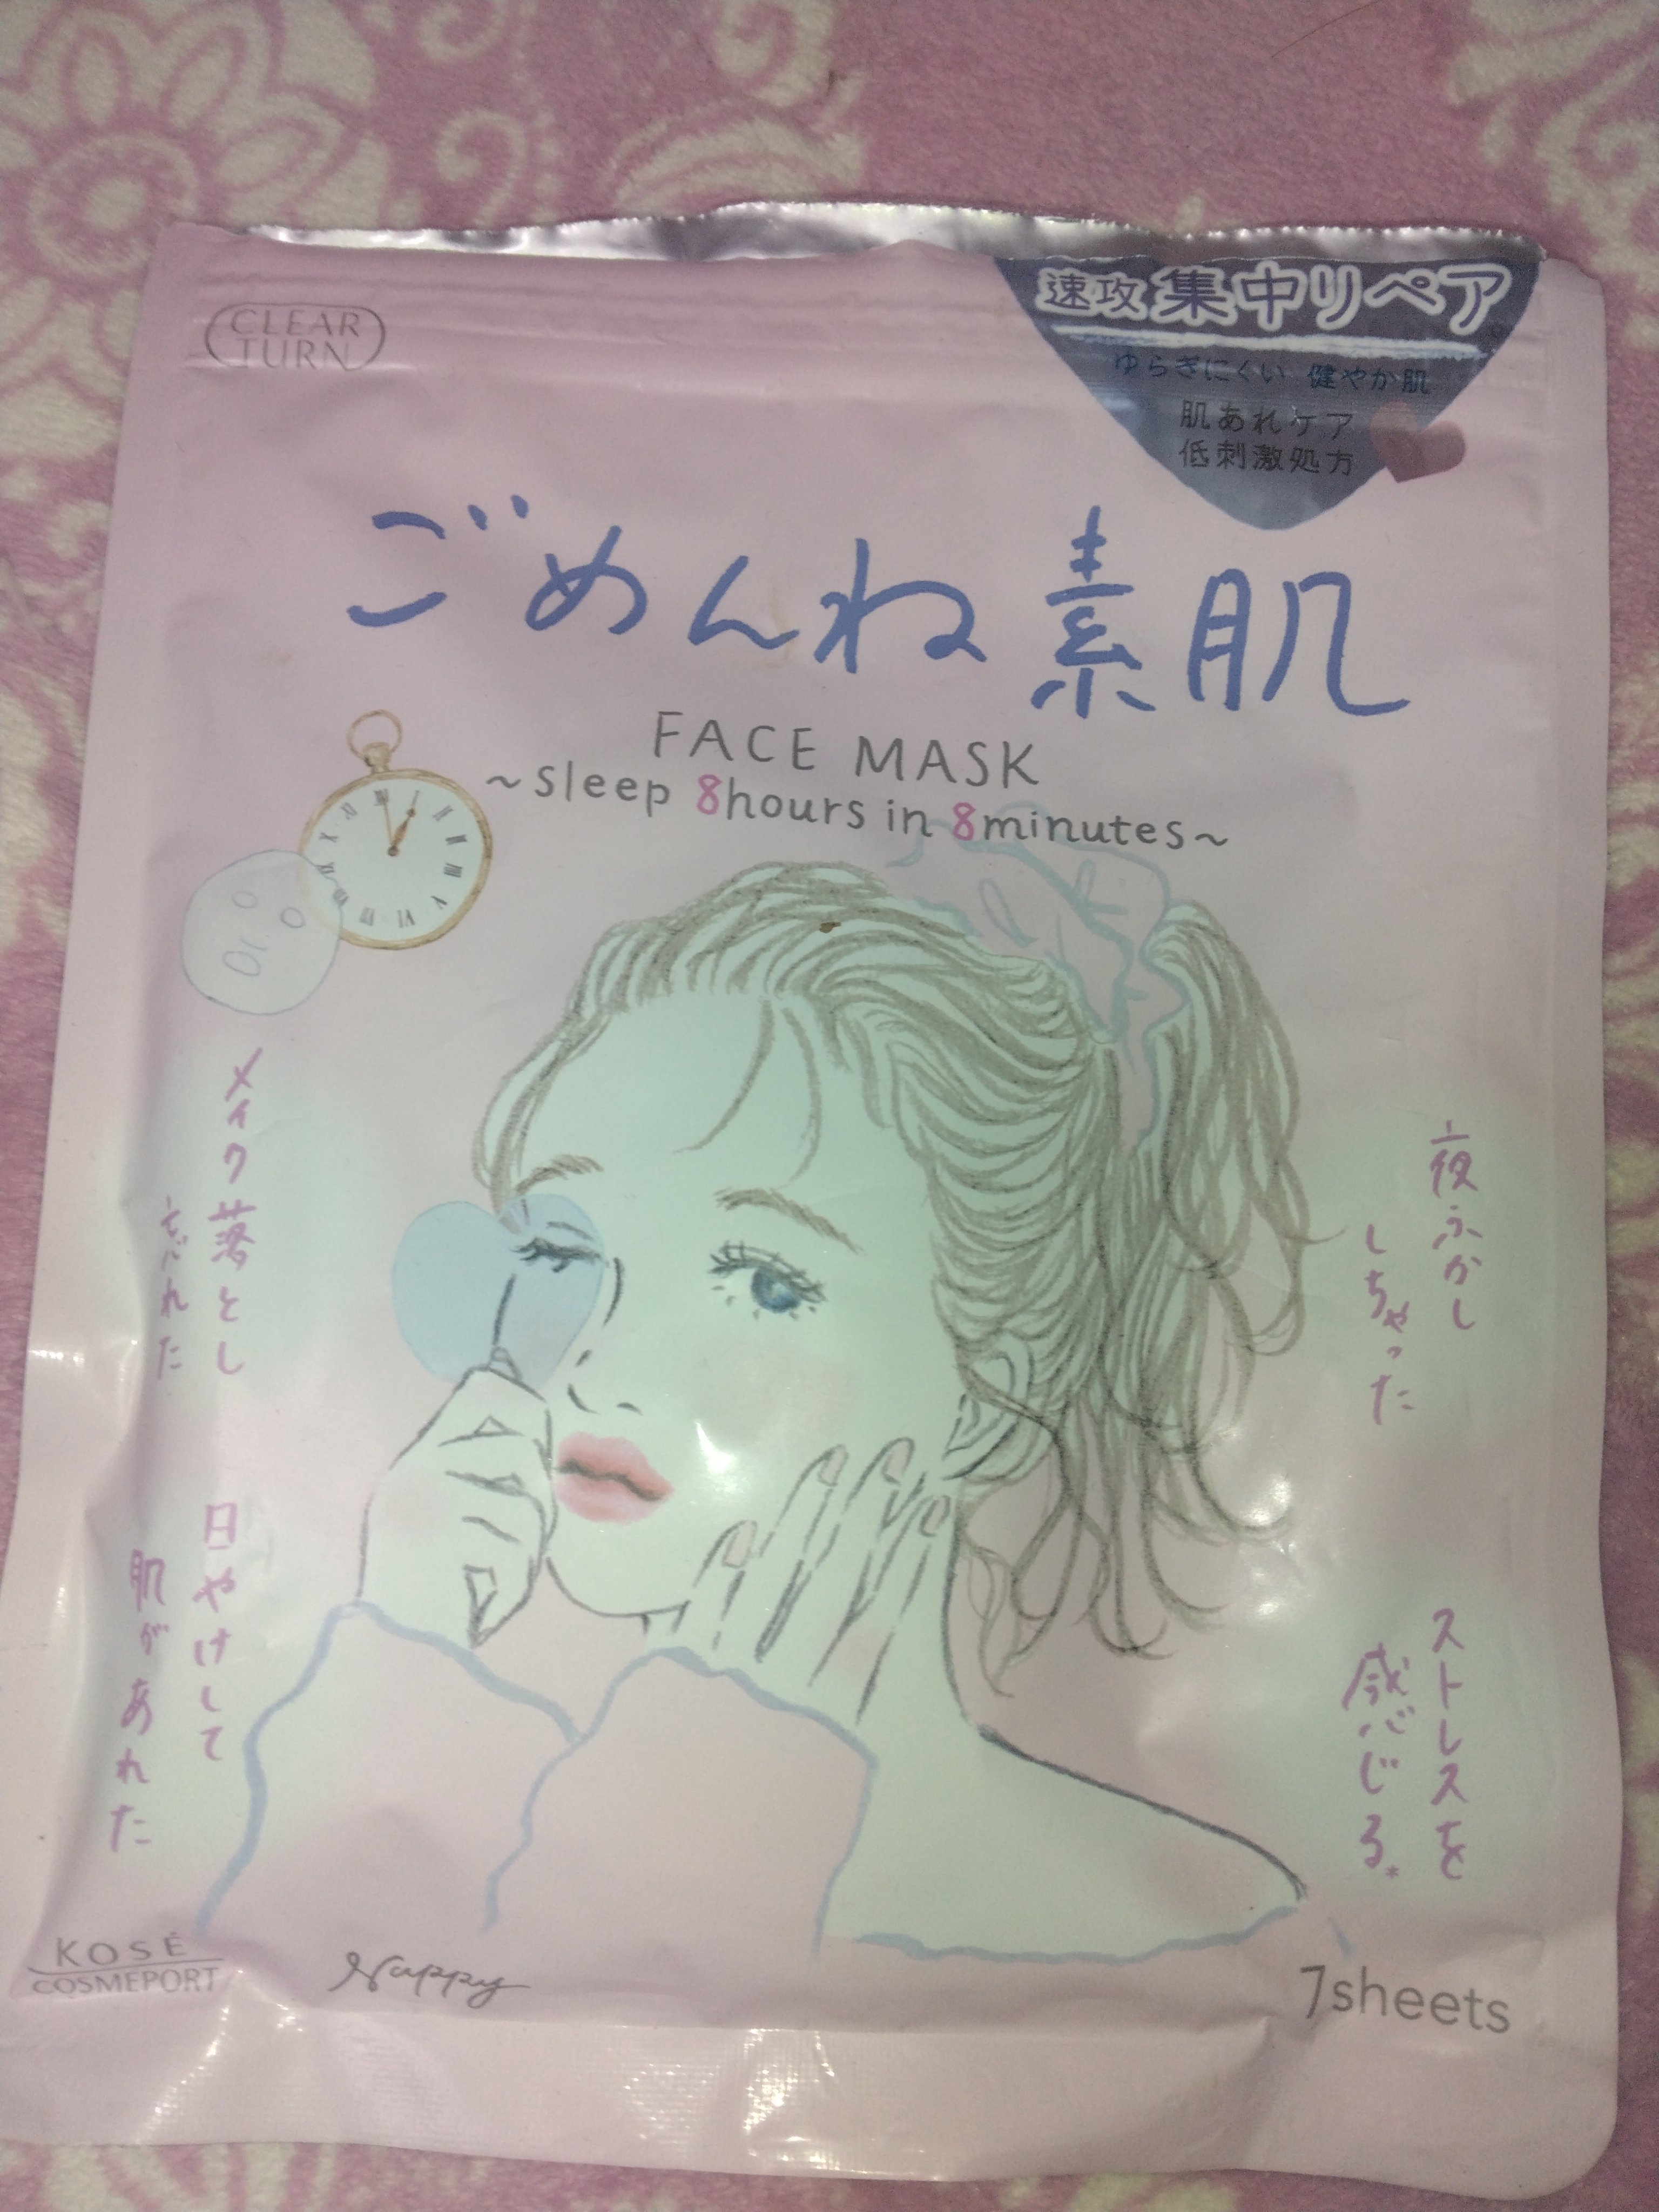 CLEAR
TURN
速攻 集中リペア
ゆらぎにくい 健やか肌
肌あれケア
低刺激処方
ごめんね素肌
FACE MASK
~sleep 8hours in 8minutes~
夜ふかし
しちゃった
メイク落とし
忘れた
ストレスを
感じる*
日やけして
肌があれた
KOSÉ
COSMEPORT
Nappy
7sheets